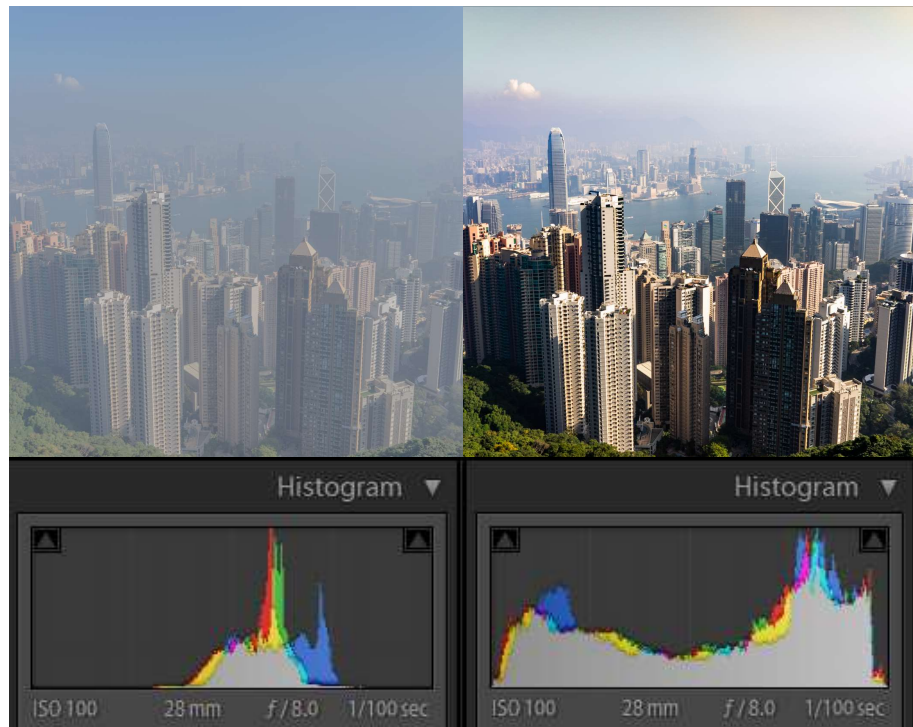 Histogram ▼ Histogram ▼
ISO 100 28 mm ƒ/8.0 1/100 sec ISO 100 28 mm ƒ/8.0 1/100 sec